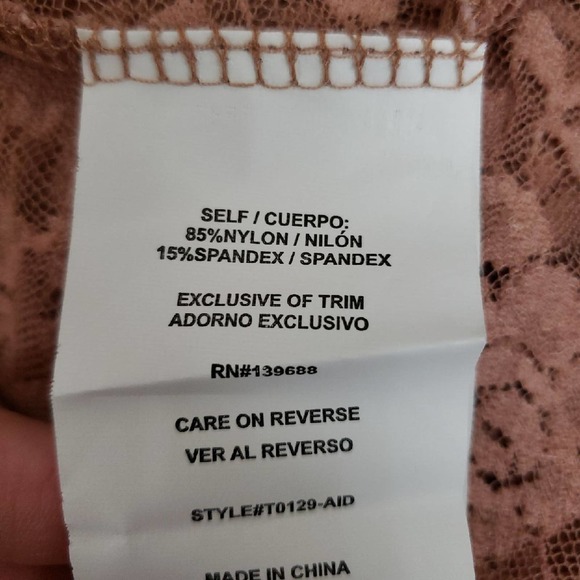 SELF / CUERPO:
85%NYLON / NILÓN
15%SPANDEX / SPANDEX
EXCLUSIVE OF TRIM
ADORNO EXCLUSIVO
RN#139688
CARE ON REVERSE
VER AL REVERSO
STYLE#T0129-AID
MADE IN CHINA